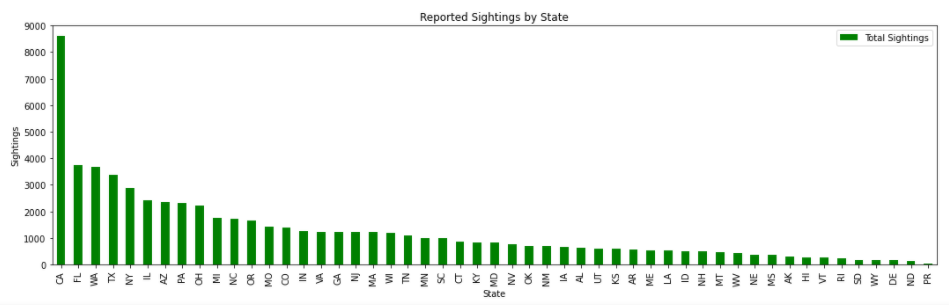 Reported Sightings by State
Total Sightings
Sightings
9000
8000
7000
6000
5000
4000
3000
2000
1000
0
CA FL WA TX NY IL AZ PA OH MI NC OR MO CO IN VA GA NJ MA WI TN MN SC CT KY MD NV OK NM IA AL UT KS AR ME LA ID NH MT WV NE MS AK HI VT RI SD WY DE ND PR
State